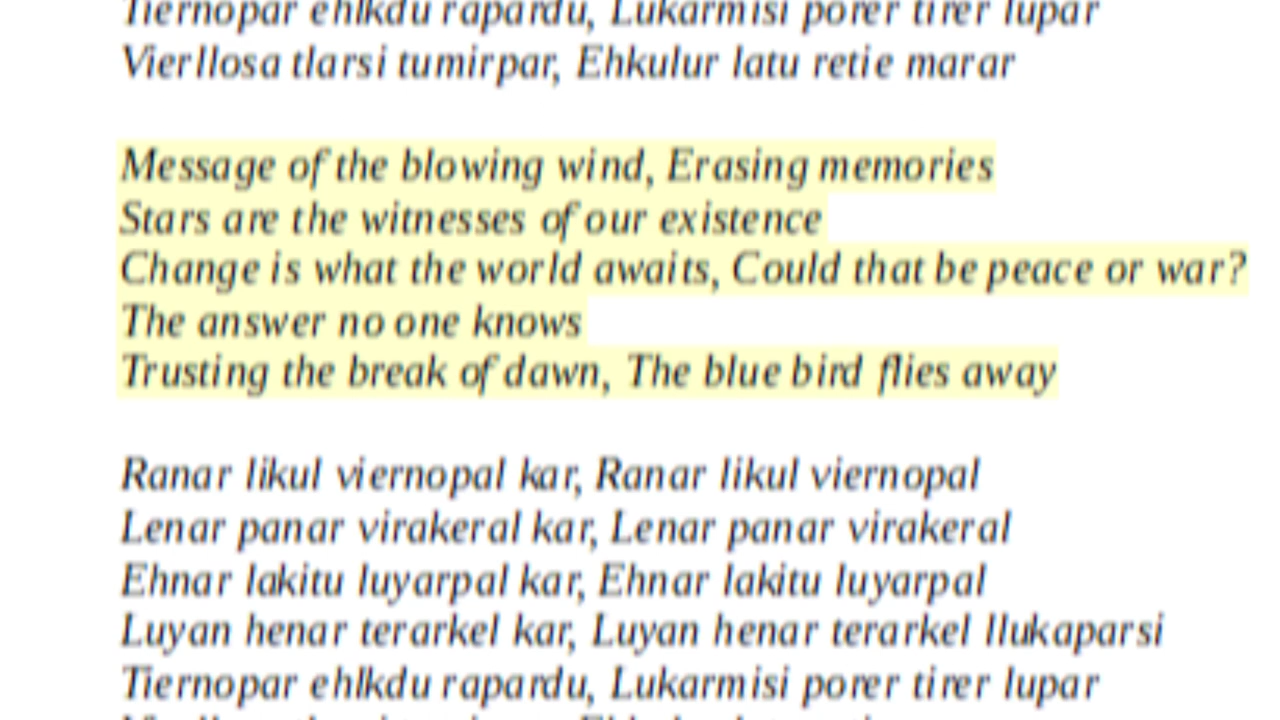 Tiernopar ehlkdu rapardu, Lukarmisi porer tirer lupar
Vierllosa tlarsi tumirpar, Ehkulur latu retie marar
Message of the blowing wind, Erasing memories
Stars are the witnesses of our existence
Change is what the world awaits, Could that be peace or war?
The answer no one knows
Trusting the break of dawn, The blue bird flies away
Ranar likul viernopal kar, Ranar likul viernopal
Lenar panar virakeral kar, Lenar panar virakeral
Ehnar lakitu luyarpal kar, Ehnar lakitu luyarpal
Luyan henar terarkel kar, Luyan henar terarkel llukaparsi
Tiernopar ehlkdu rapardu, Lukarmisi porer tirer lupar